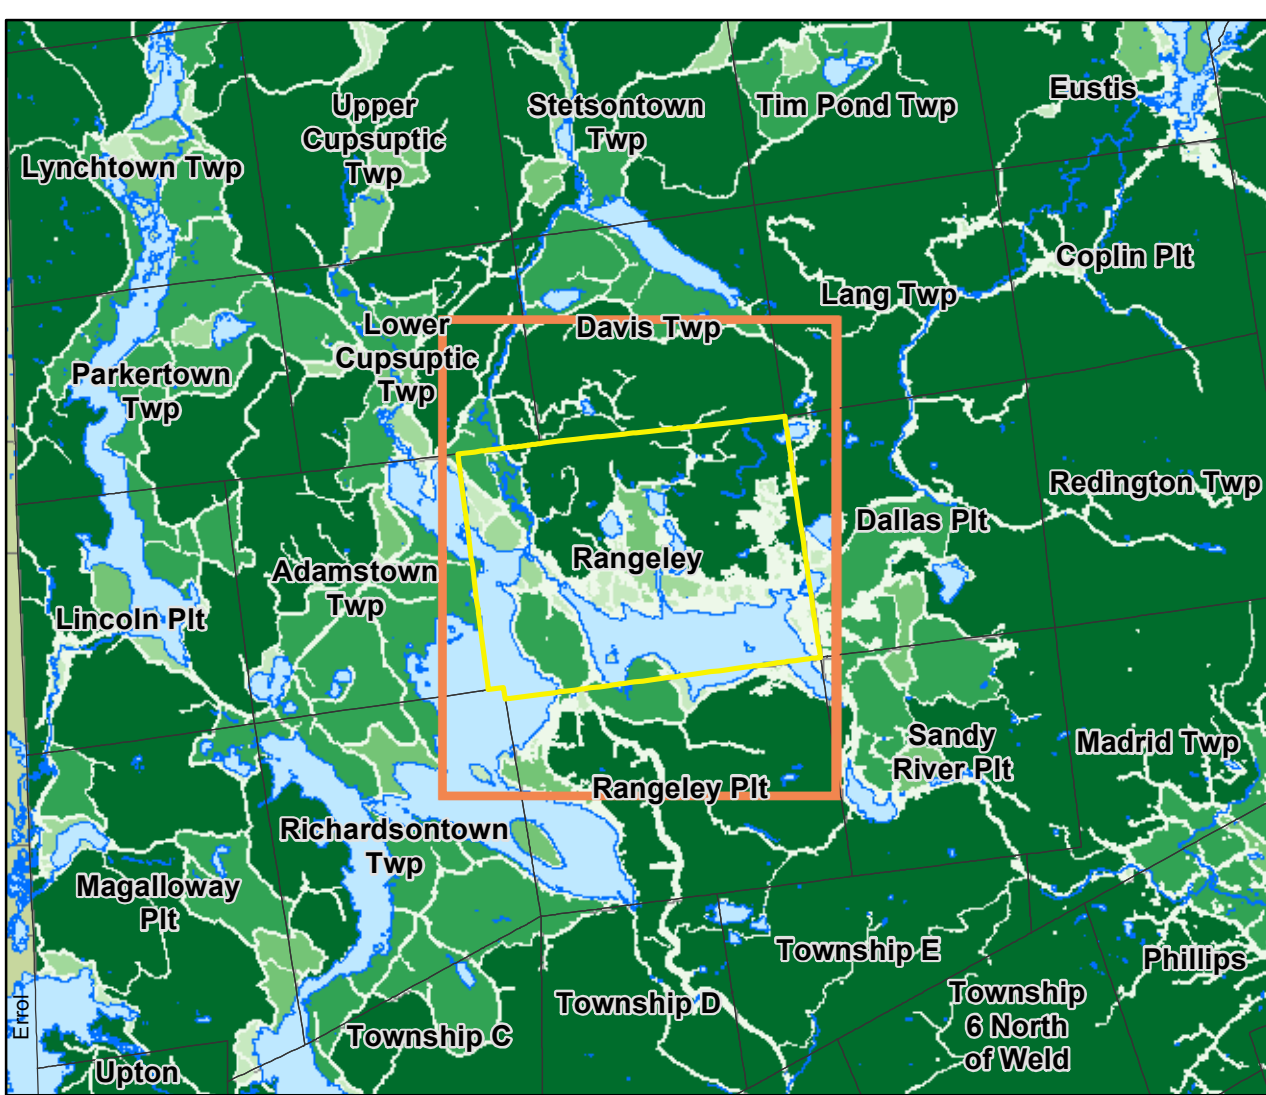 Eustis
Upper
Cupsuptic
Twp
Stetsontown
Twp
Tim Pond Twp
Lynchtown Twp
Coplin Plt
Lang Twp
Lower
Cupsuptic
Twp
Davis Twp
Parkertown
Twp
Redington Twp
Dallas Plt
Rangeley
Adamstown
Twp
Lincoln Plt
Sandy
River Plt
Madrid Twp
Rangeley Plt
Richardsontown
Twp
Magalloway
Plt
Township E
Phillips
Township D
Township
6 North
of Weld
Errol
Township C
Upton